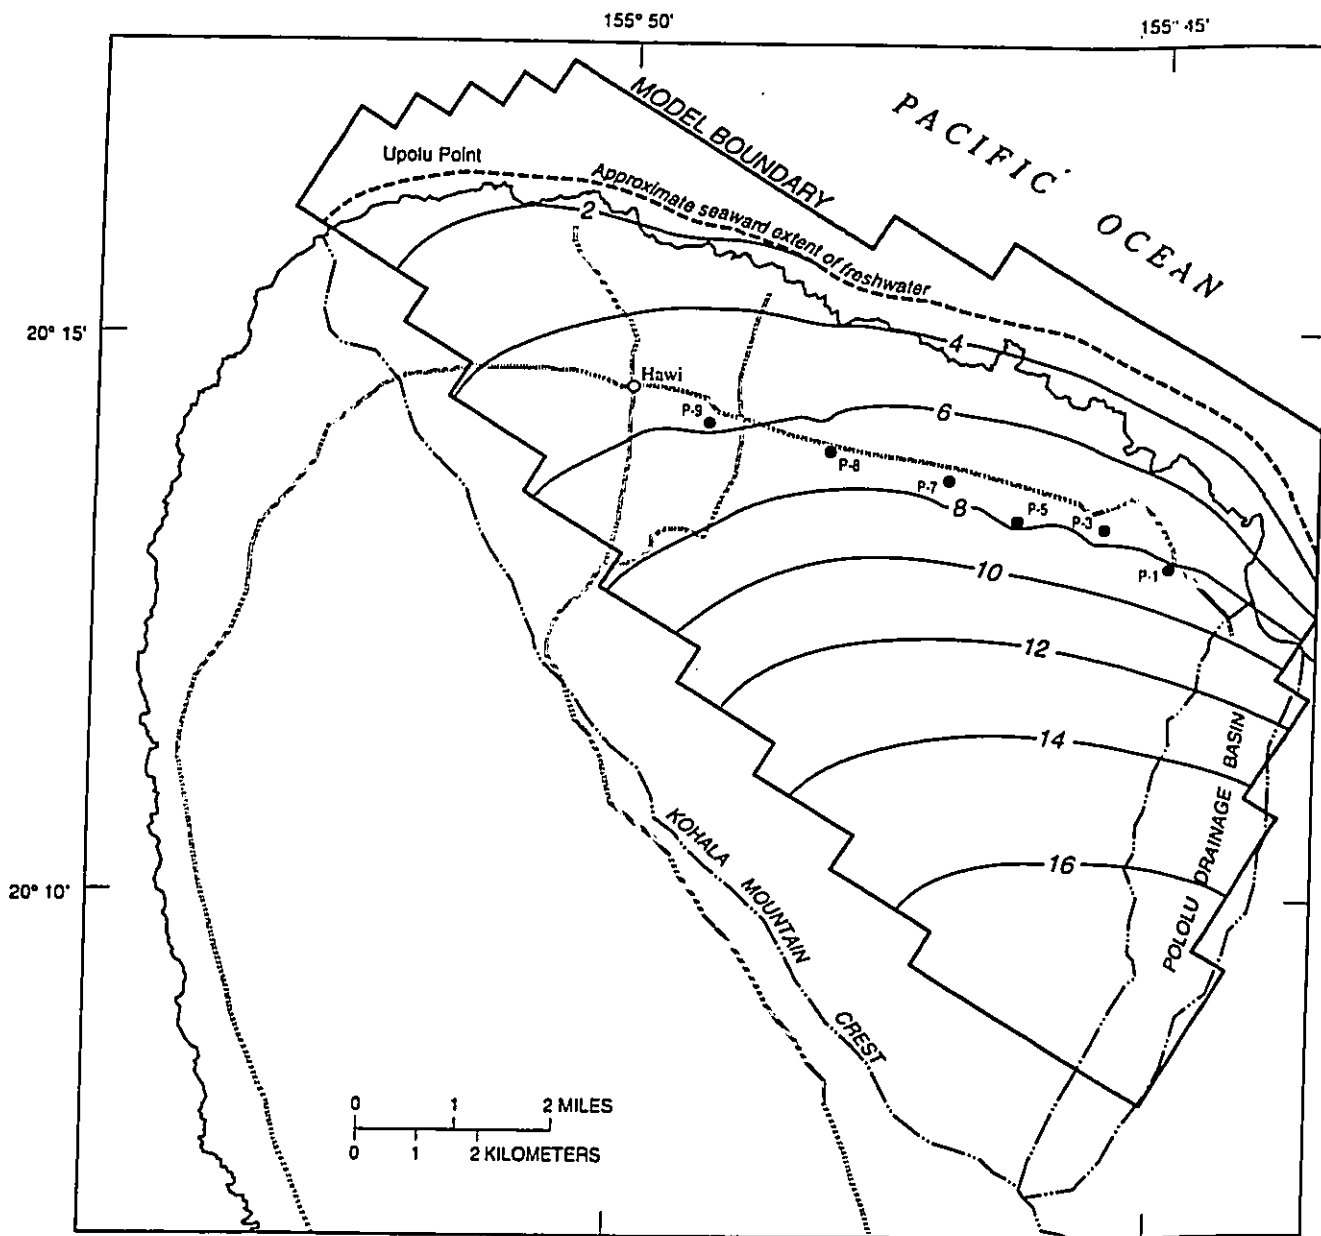 155° 50'
155° 45'
PACIFIC OCEAN
MODEL BOUNDARY
Upolu Point
Approximate seaward extent of freshwater
2
20° 15'
4
Hawi
P-9
6
P-8
P-7
8
P-5
P-3
P-1
10
12
14
16
POLOLU DRAINAGE BASIN
KOHALA MOUNTAIN CREST
20° 10'
0 1 2 MILES
0 1 2 KILOMETERS